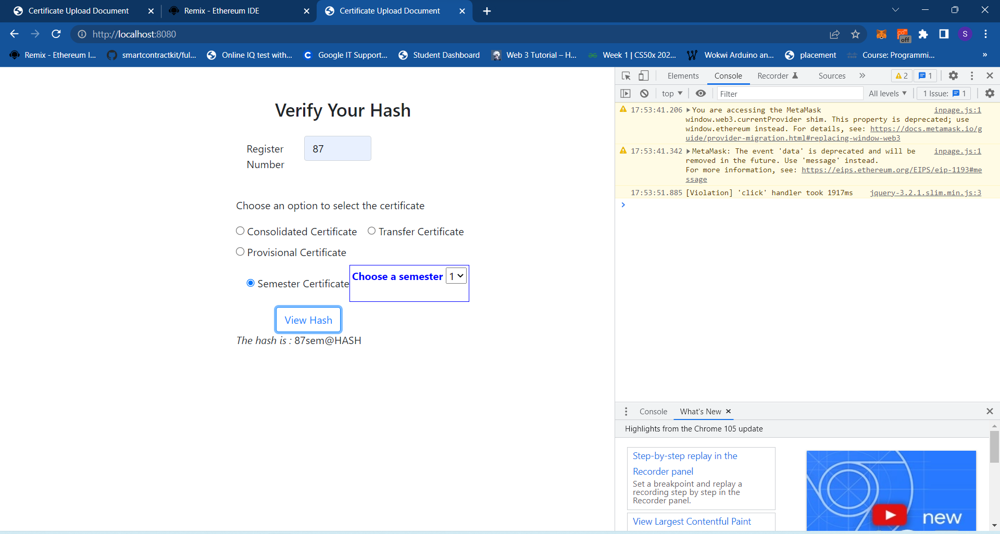 Certificate Upload Document
Remix - Ethereum IDE
Certificate Upload Document
http://localhost:8080
off
S
Remix - Ethereum I...
smartcontractkit/ful...
Online IQ test with...
Google IT Support...
Student Dashboard
Web 3 Tutorial – H...
Week 1 | CS50x 202...
Wokwi Arduino an...
placement
Course: Programmi...
»
Verify Your Hash
Register
Number
87
Choose an option to select the certificate
Consolidated Certificate
Transfer Certificate
Provisional Certificate
Semester Certificate
Choose a semester 1
View Hash
The hash is : 87sem@HASH
Elements
Console
Recorder
Sources
»
2
1
top
Filter
All levels
1 Issue: 1
17:53:41.206 You are accessing the MetaMask inpage.js:1
window.web3.currentProvider shim. This property is deprecated; use
window.ethereum instead. For details, see: https://docs.metamask.io/g
uide/provider-migration.html#replacing-window-web3
17:53:41.342 MetaMask: The event 'data' is deprecated and will be inpage.js:1
removed in the future. Use 'message' instead.
For more information, see: https://eips.ethereum.org/EIPS/eip-1193#me
ssage
17:53:51.885 [Violation] 'click' handler took 1917ms jquery-3.2.1.slim.min.js:3
Console
What's New
Highlights from the Chrome 105 update
Step-by-step replay in the
Recorder panel
Set a breakpoint and replay a
recording step by step in the
Recorder panel.
View Largest Contentful Paint
new